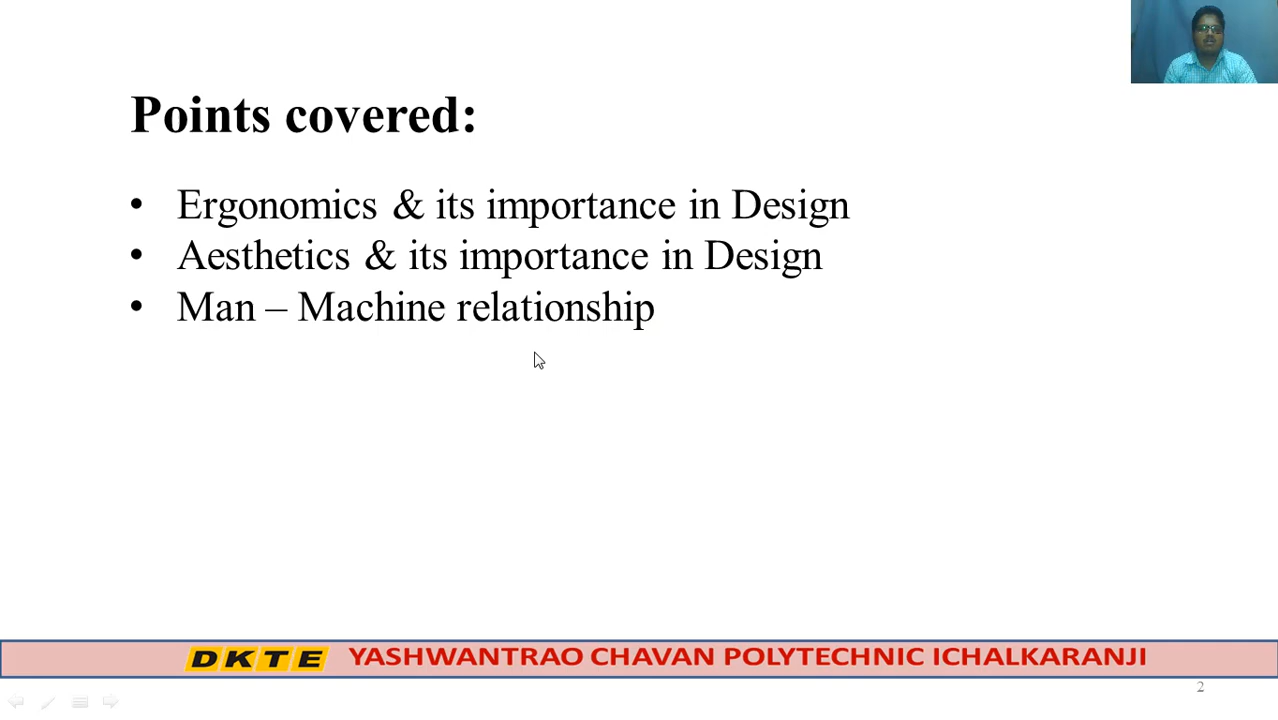 Points covered:
• Ergonomics & its importance in Design
• Aesthetics & its importance in Design
• Man – Machine relationship
DKTE YASHWANTRAO CHAVAN POLYTECHNIC ICHALKARANJI
2